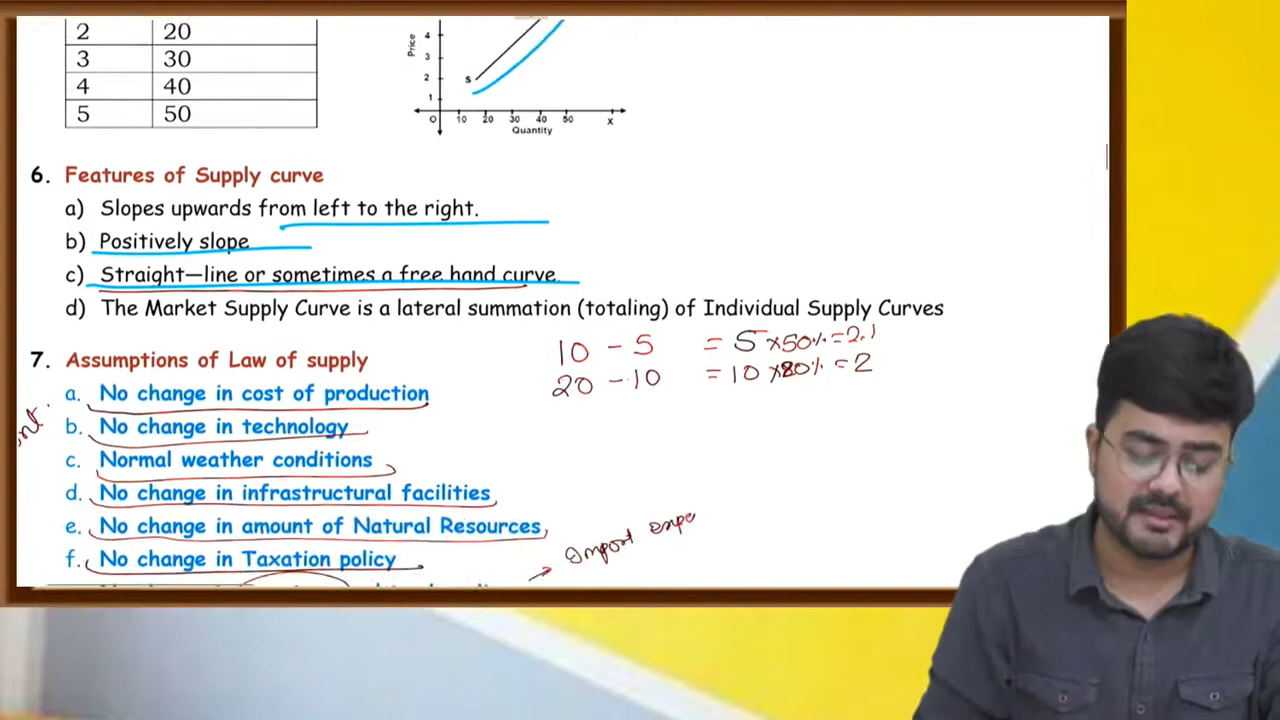 2 20
3 30
4 40
5 50
Price
4
3
2
1
S
O 10 20 30 40 50 X
Quantity
6. Features of Supply curve
a) Slopes upwards from left to the right.
b) Positively slope
c) Straight—line or sometimes a free hand curve
d) The Market Supply Curve is a lateral summation (totaling) of Individual Supply Curves
10 - 5 = 5 x 50% = 2.
20 - 10 = 10 x 80% = 2
7. Assumptions of Law of supply
a. No change in cost of production
b. No change in technology
c. Normal weather conditions
d. No change in infrastructural facilities
e. No change in amount of Natural Resources,
f. No change in Taxation policy
→ Import expo